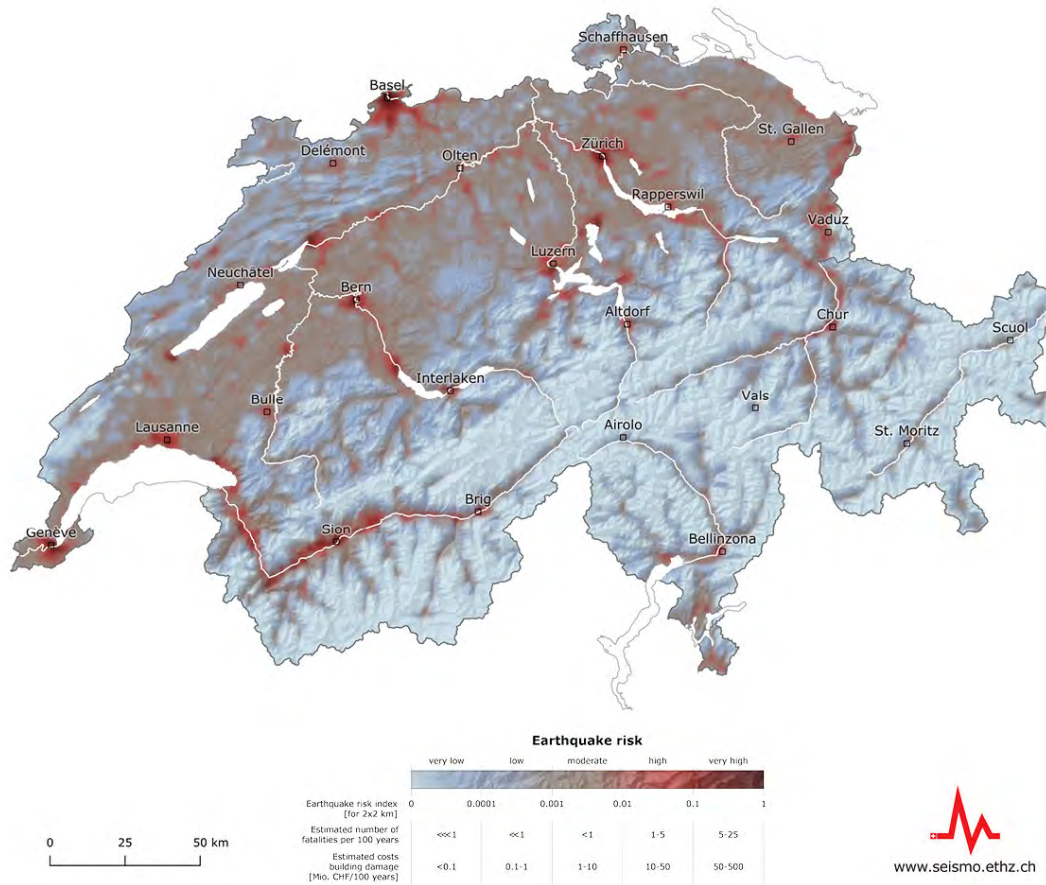 Schaffhausen
Basel
St. Gallen
Delémont
Olten
Zürich
Rapperswil
Vaduz
Neuchâtel
Luzern
Bern
Altdorf
Chur
Scuol
Interlaken
Bulle
Vals
Lausanne
Airolo
St. Moritz
Brig
Genève
Sion
Bellinzona
Earthquake risk
very low low moderate high very high
Earthquake risk index
[for 2x2 km]
0 0.0001 0.001 0.01 0.1 1
Estimated number of
fatalities per 100 years
<<<1 <<1 <1 1-5 5-25
Estimated costs
building damage
[Mio. CHF/100 years]
<0.1 0.1-1 1-10 10-50 50-500
0 25 50 km
www.seismo.ethz.ch